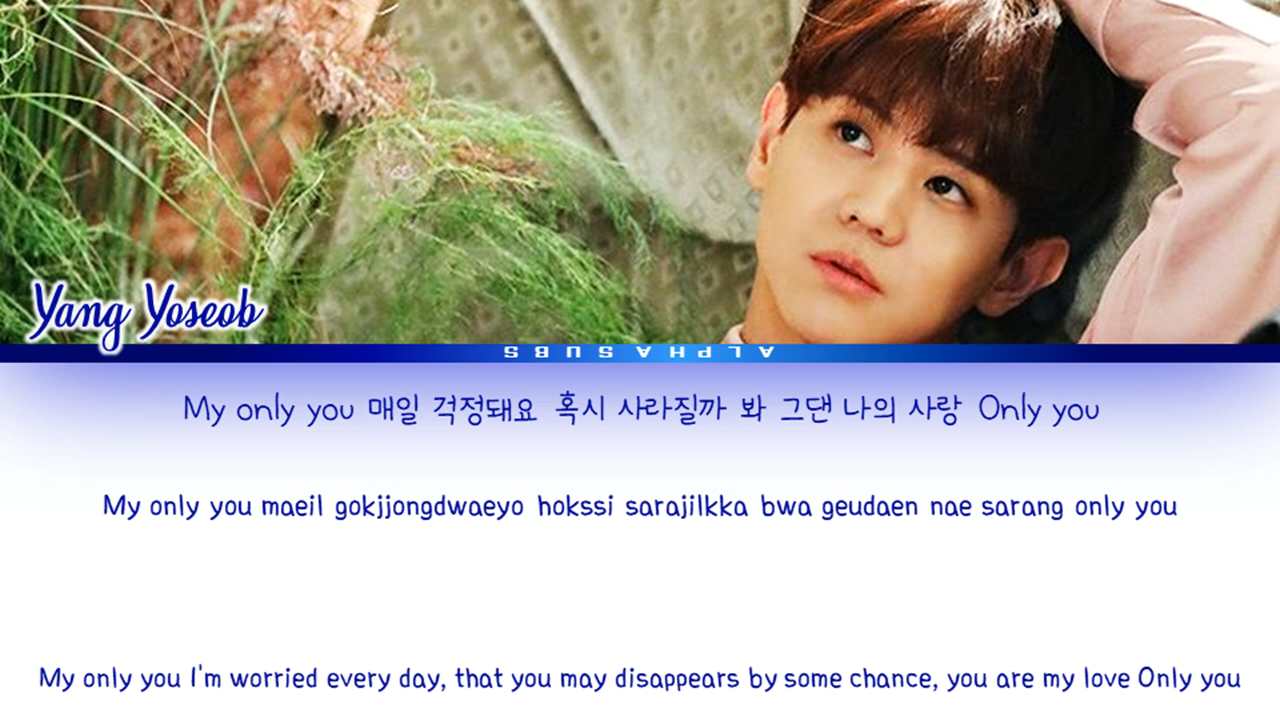 Yang Yoseob
ALPHA SUBS
My only you 매일 걱정돼요 혹시 사라질까 봐 그댄 나의 사랑 Only you
My only you maeil gokjjongdwaeyo hokssi sarajilkka bwa geudaen nae sarang only you
My only you I'm worried every day, that you may disappears by some chance, you are my love Only you